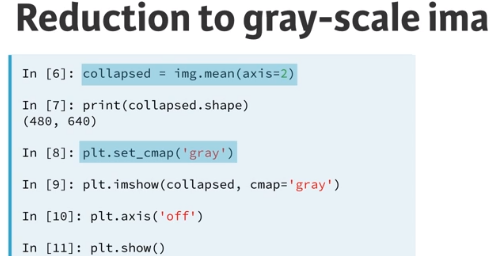 Reduction to gray-scale ima
In [6]: collapsed = img.mean(axis=2)
In [7]: print(collapsed.shape)
(480, 640)
In [8]: plt.set_cmap('gray')
In [9]: plt.imshow(collapsed, cmap='gray')
In [10]: plt.axis('off')
In [11]: plt.show()